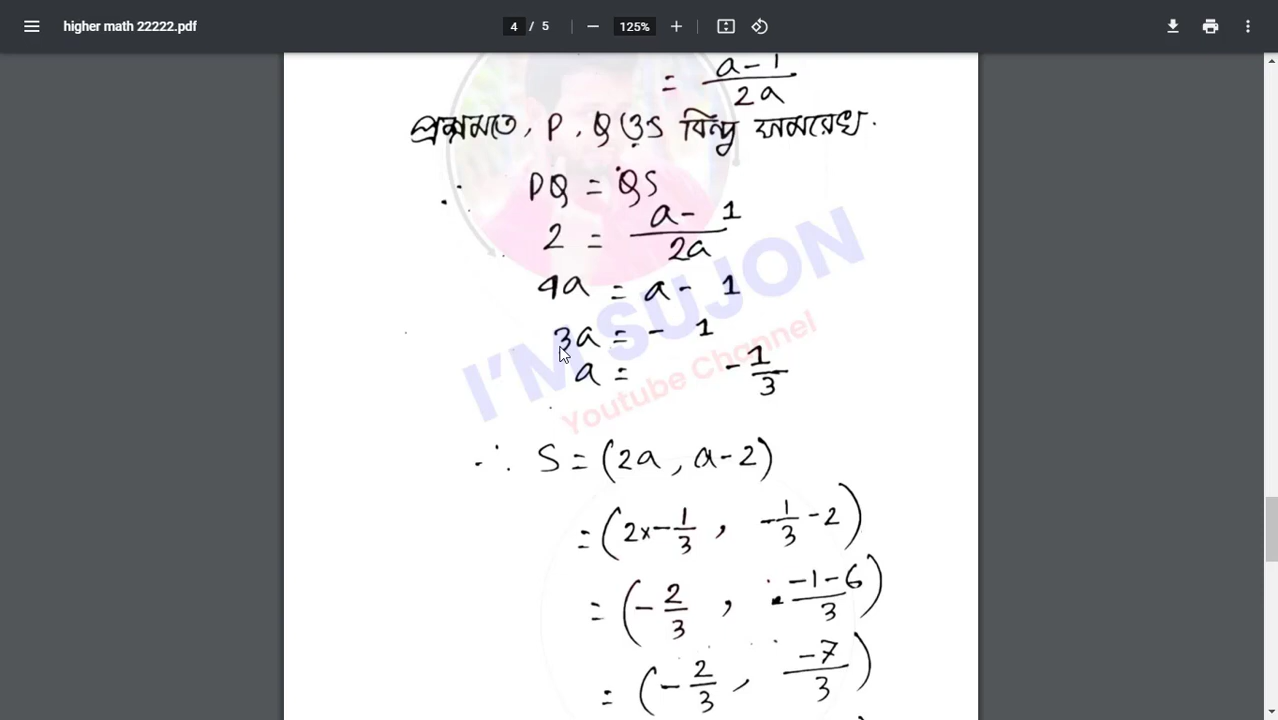 higher math 22222.pdf
4 / 5
125%
= a-1/2a
প্রশ্নমতে, P, Q ও S বিন্দু সমরেখ.
∴ PQ = QS
2 = a-1/2a
4a = a-1
3a = -1
a = -1/3
∴ S = (2a, a-2)
= (2×-1/3, -1/3-2)
= (-2/3, -1-6/3)
= (-2/3, -7/3)
I'M SUJON
Youtube Channel